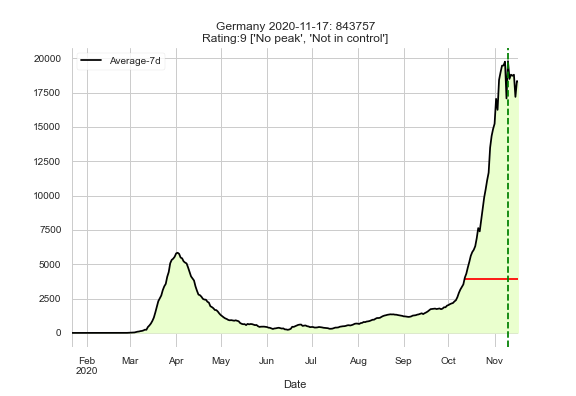 Germany 2020-11-17: 843757
Rating:9 ['No peak', 'Not in control']
Average-7d
20000
17500
15000
12500
10000
7500
5000
2500
0
Feb Mar Apr May Jun Jul Aug Sep Oct Nov
2020
Date